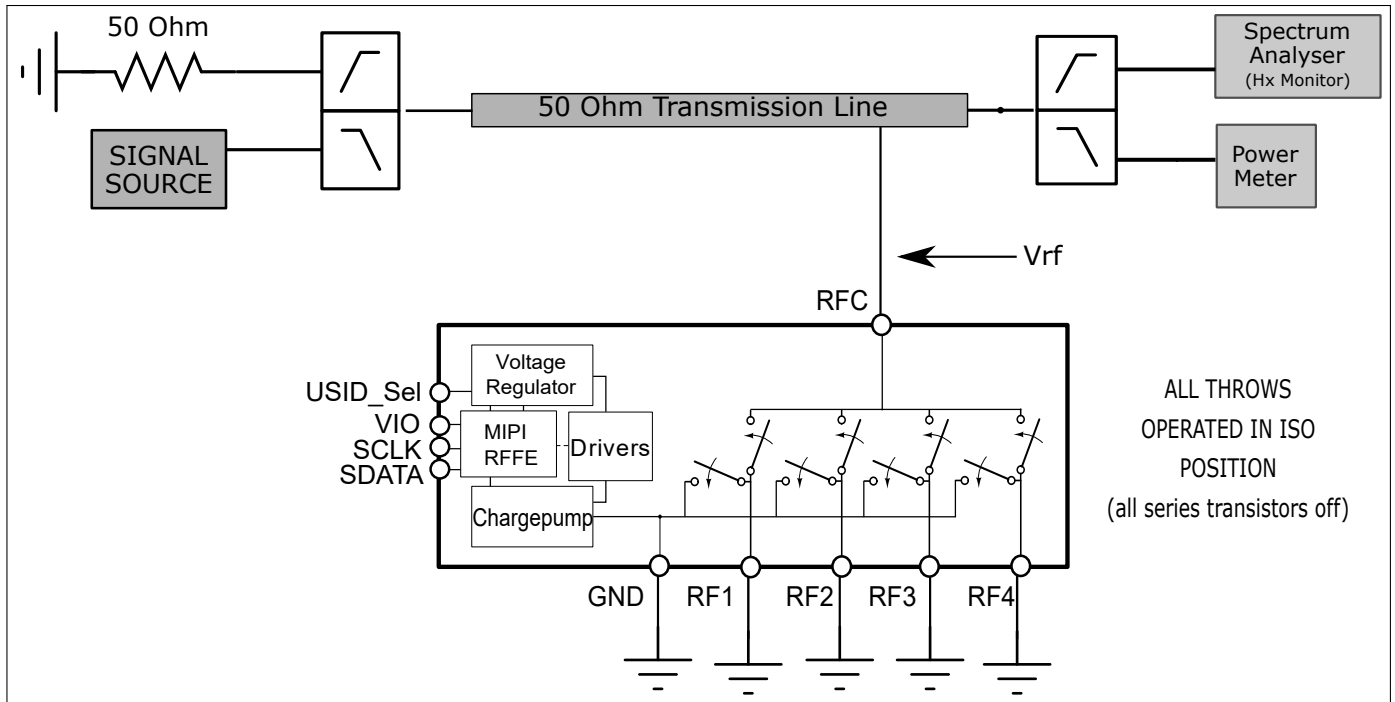 50 Ohm
SIGNAL
SOURCE
50 Ohm Transmission Line
Spectrum
Analyser
(Hx Monitor)
Power
Meter
Vrf
RFC
USID_Sel
VIO
SCLK
SDATA
Voltage
Regulator
MIPI
RFFE
Drivers
Chargepump
GND
RF1
RF2
RF3
RF4
ALL THROWS
OPERATED IN ISO
POSITION
(all series transistors off)